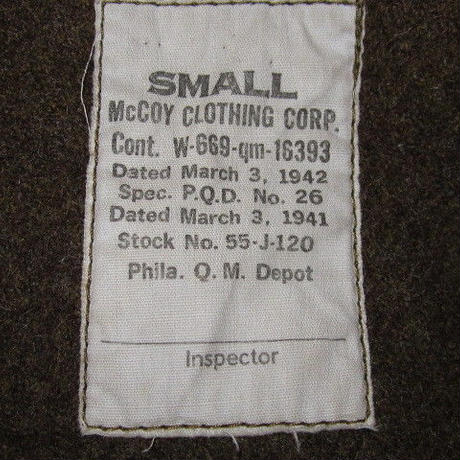 SMALL
McCOY CLOTHING CORP.
Cont. W-669-qm-16393
Dated March 3, 1942
Spec. P.Q.D. No. 26
Dated March 3, 1941
Stock No. 55-J-120
Phila. Q. M. Depot
Inspector